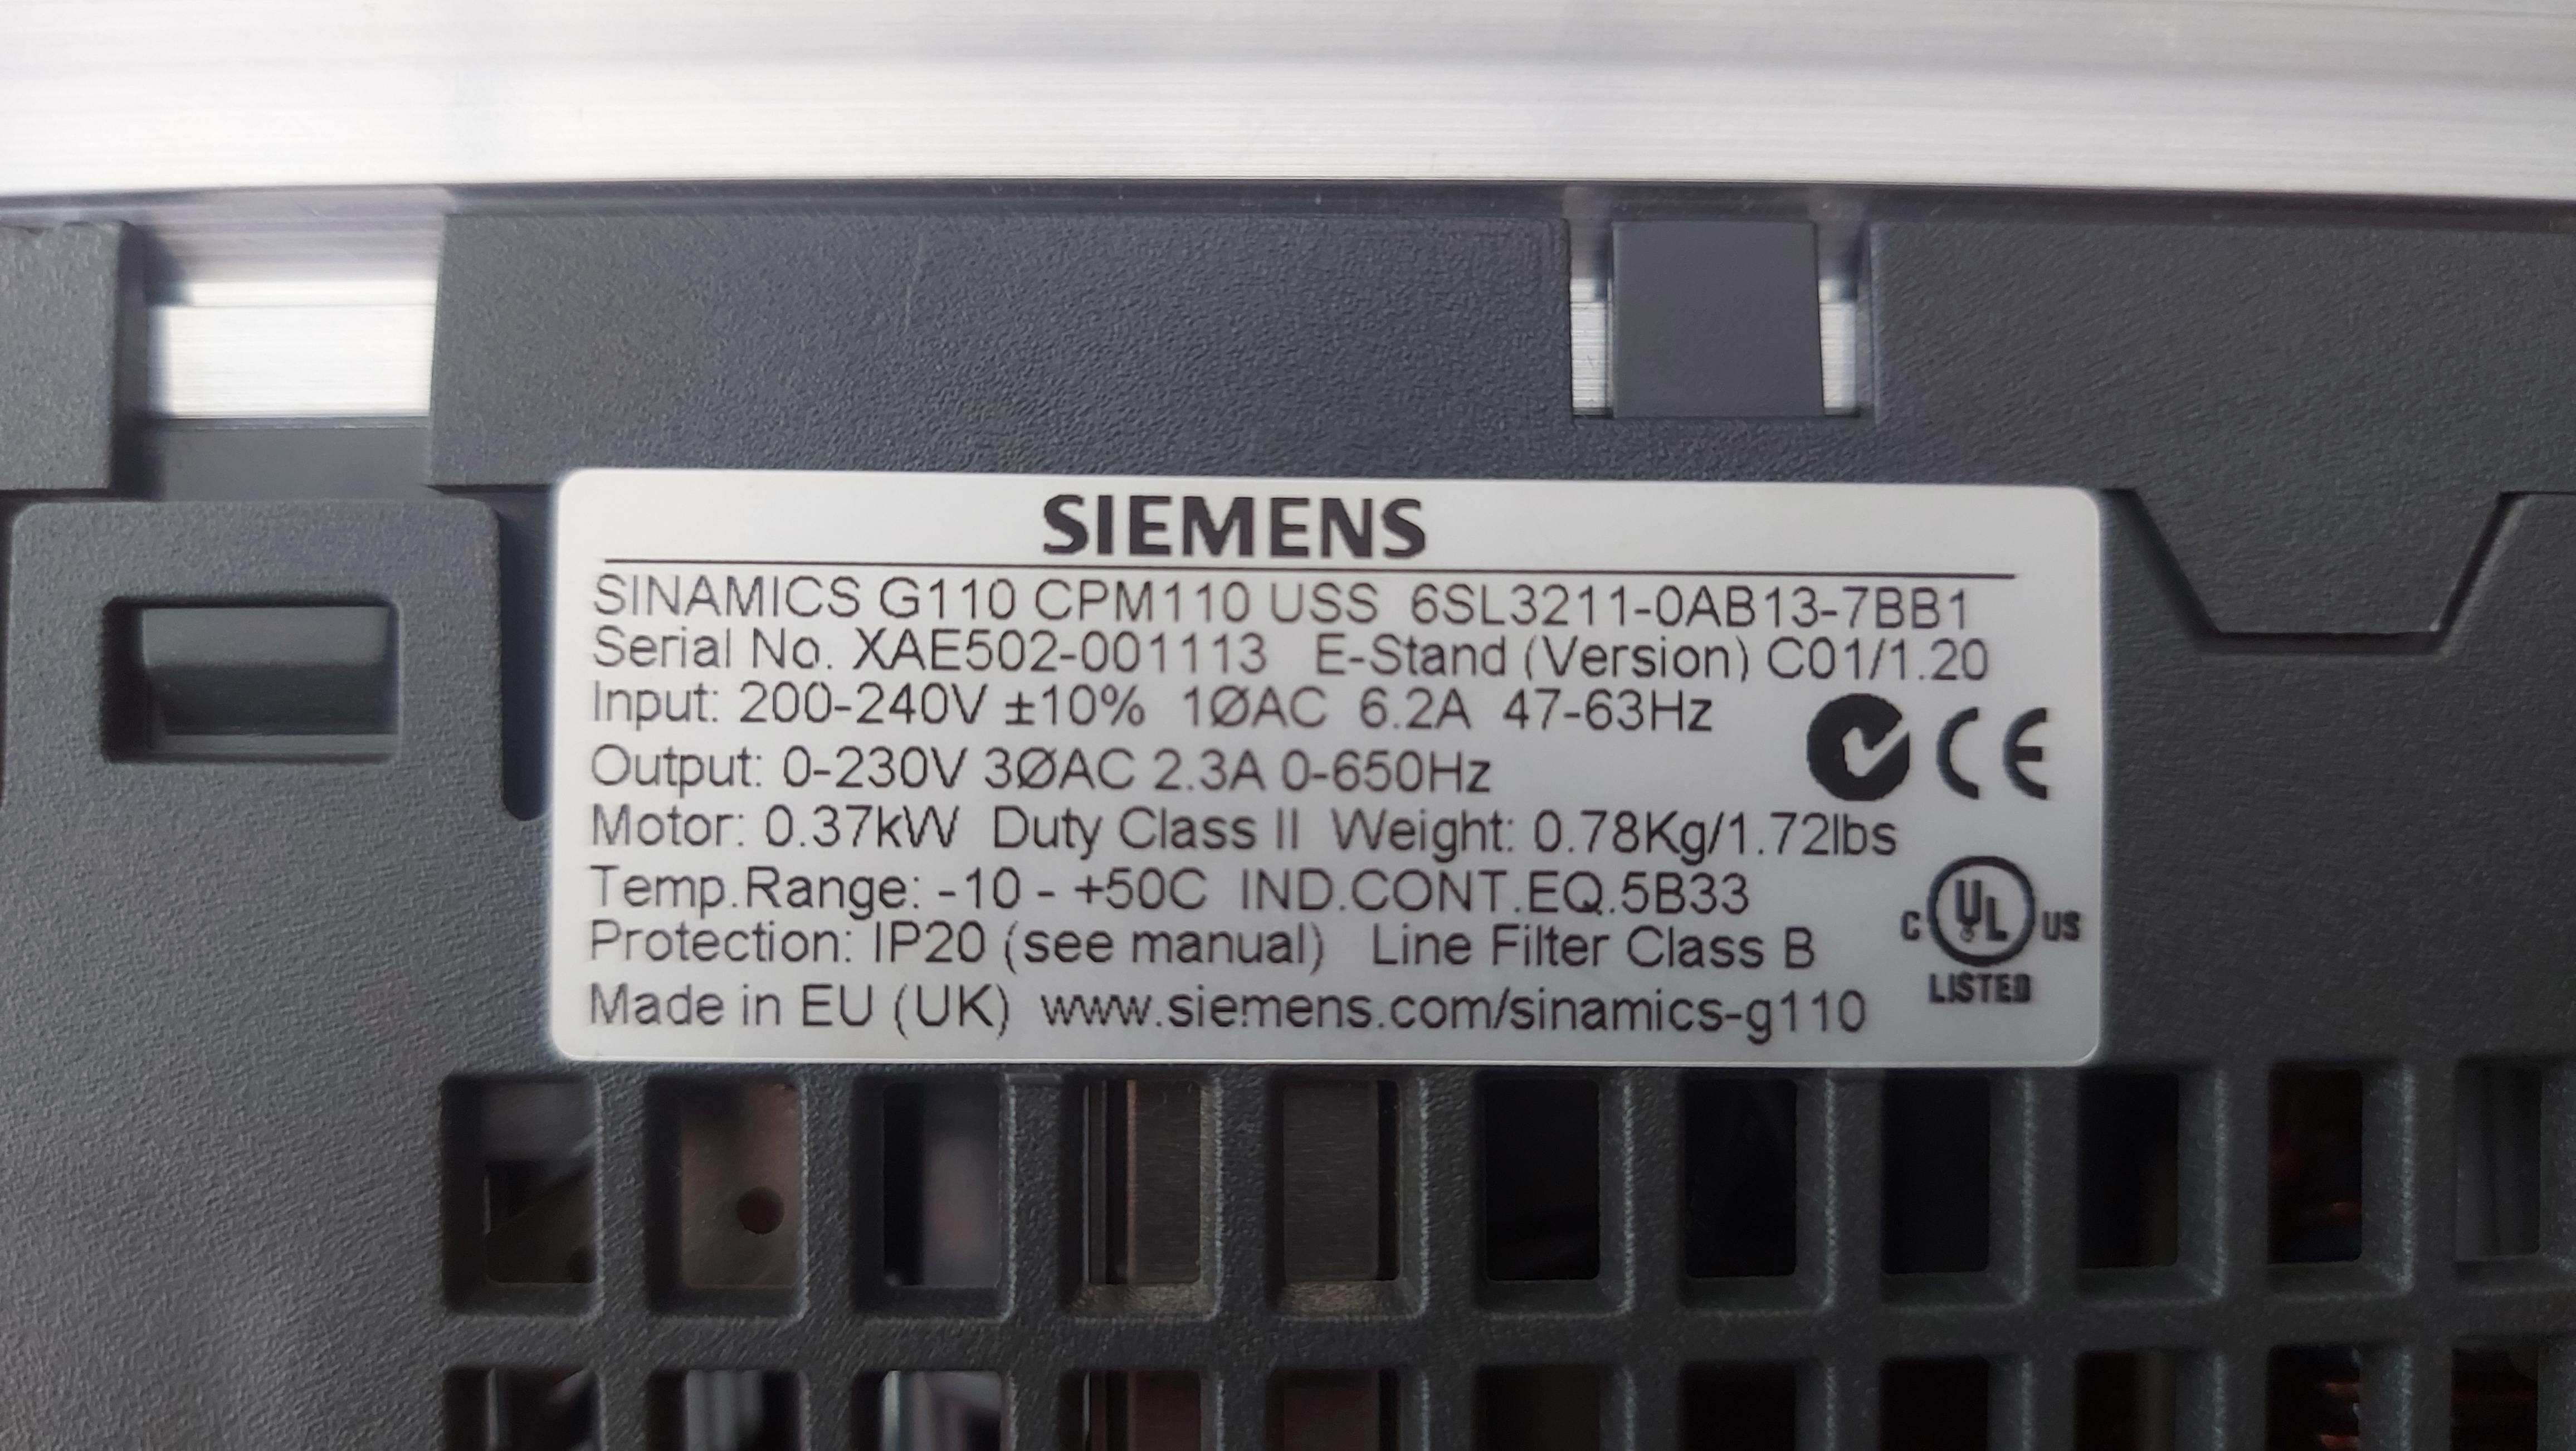 SIEMENS
SINAMICS G110 CPM110 USS 6SL3211-0AB13-7BB1
Serial No. XAE502-001113 E-Stand (Version) C01/1.20
Input: 200-240V ±10% 1ØAC 6.2A 47-63Hz
Output: 0-230V 3ØAC 2.3A 0-650Hz
CE
Motor: 0.37kW Duty Class II Weight: 0.78Kg/1.72lbs
Temp.Range: -10 - +50C IND.CONT.EQ.5B33
C UL US
LISTED
Protection: IP20 (see manual) Line Filter Class B
Made in EU (UK) www.siemens.com/sinamics-g110